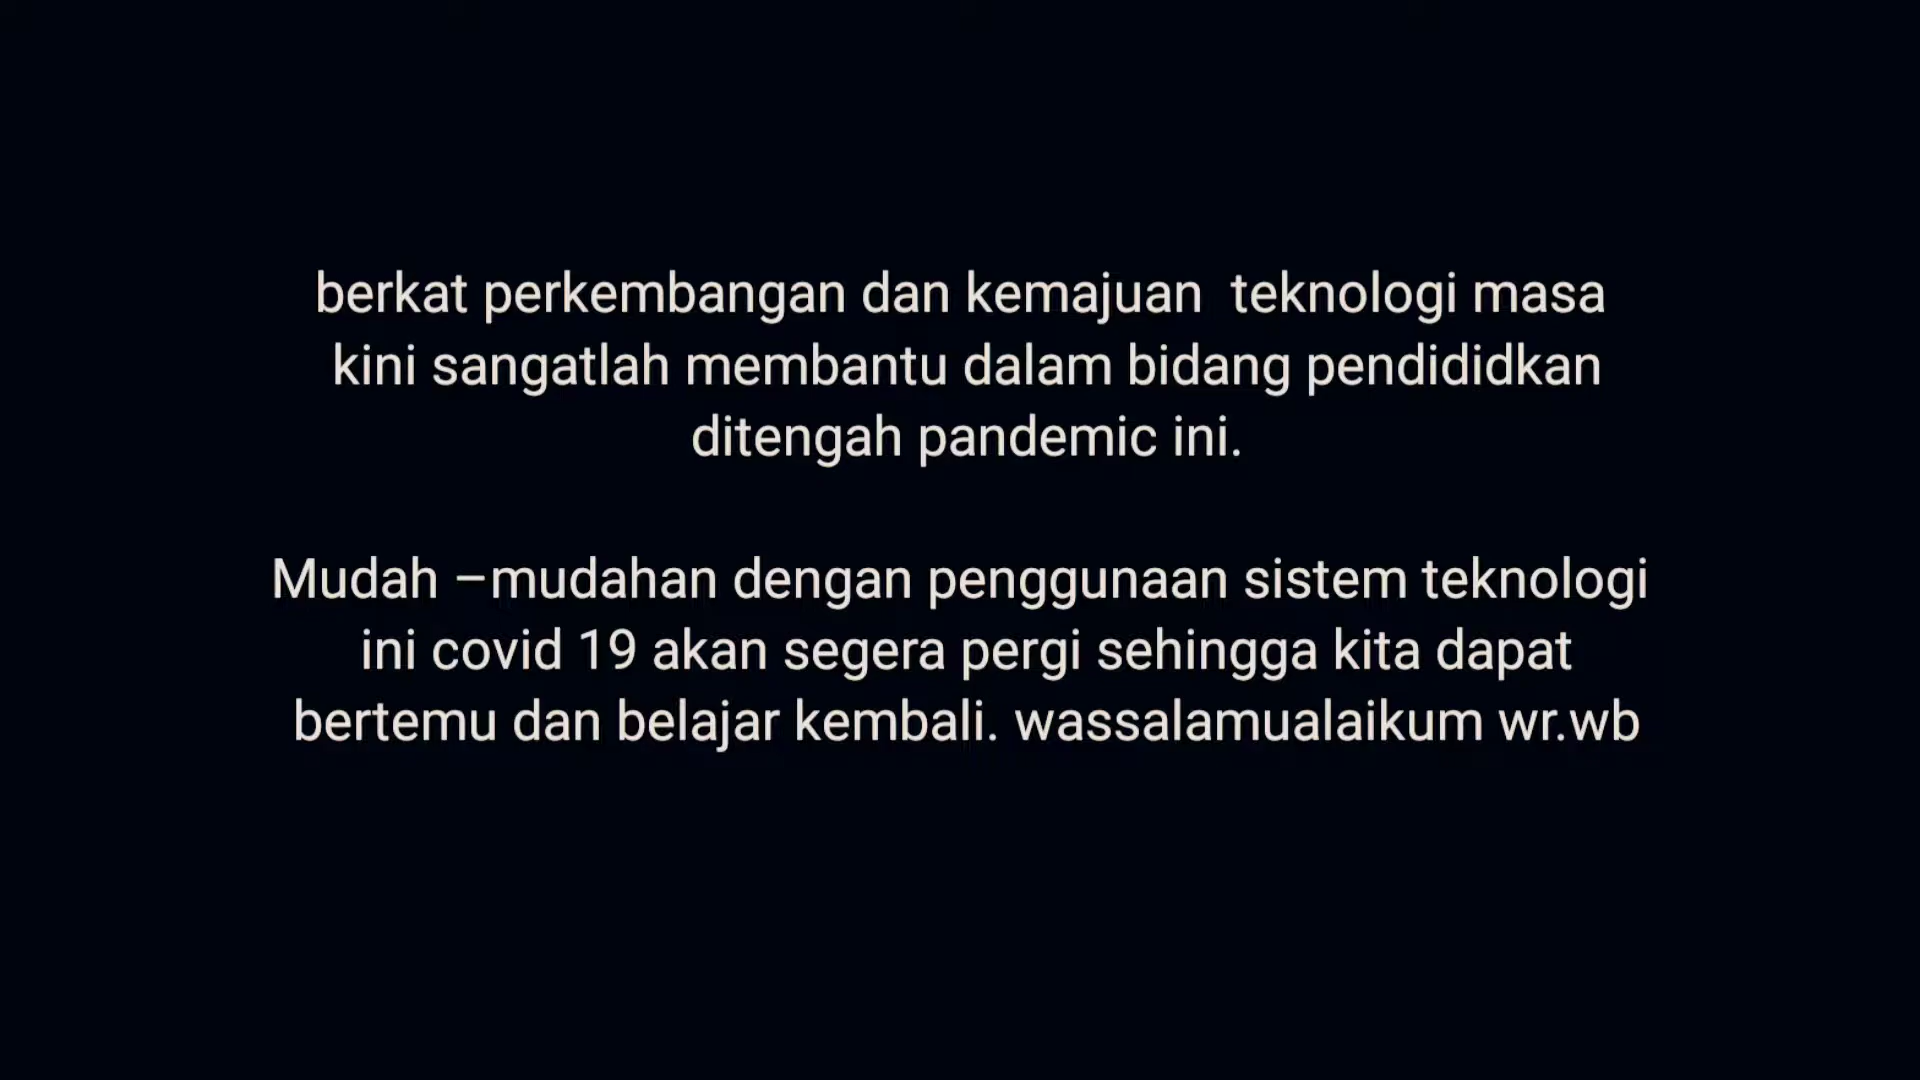 berkat perkembangan dan kemajuan  teknologi masa
kini sangatlah membantu dalam bidang pendididkan
ditengah pandemic ini.
Mudah –mudahan dengan penggunaan sistem teknologi
ini covid 19 akan segera pergi sehingga kita dapat
bertemu dan belajar kembali. wassalamualaikum wr.wb